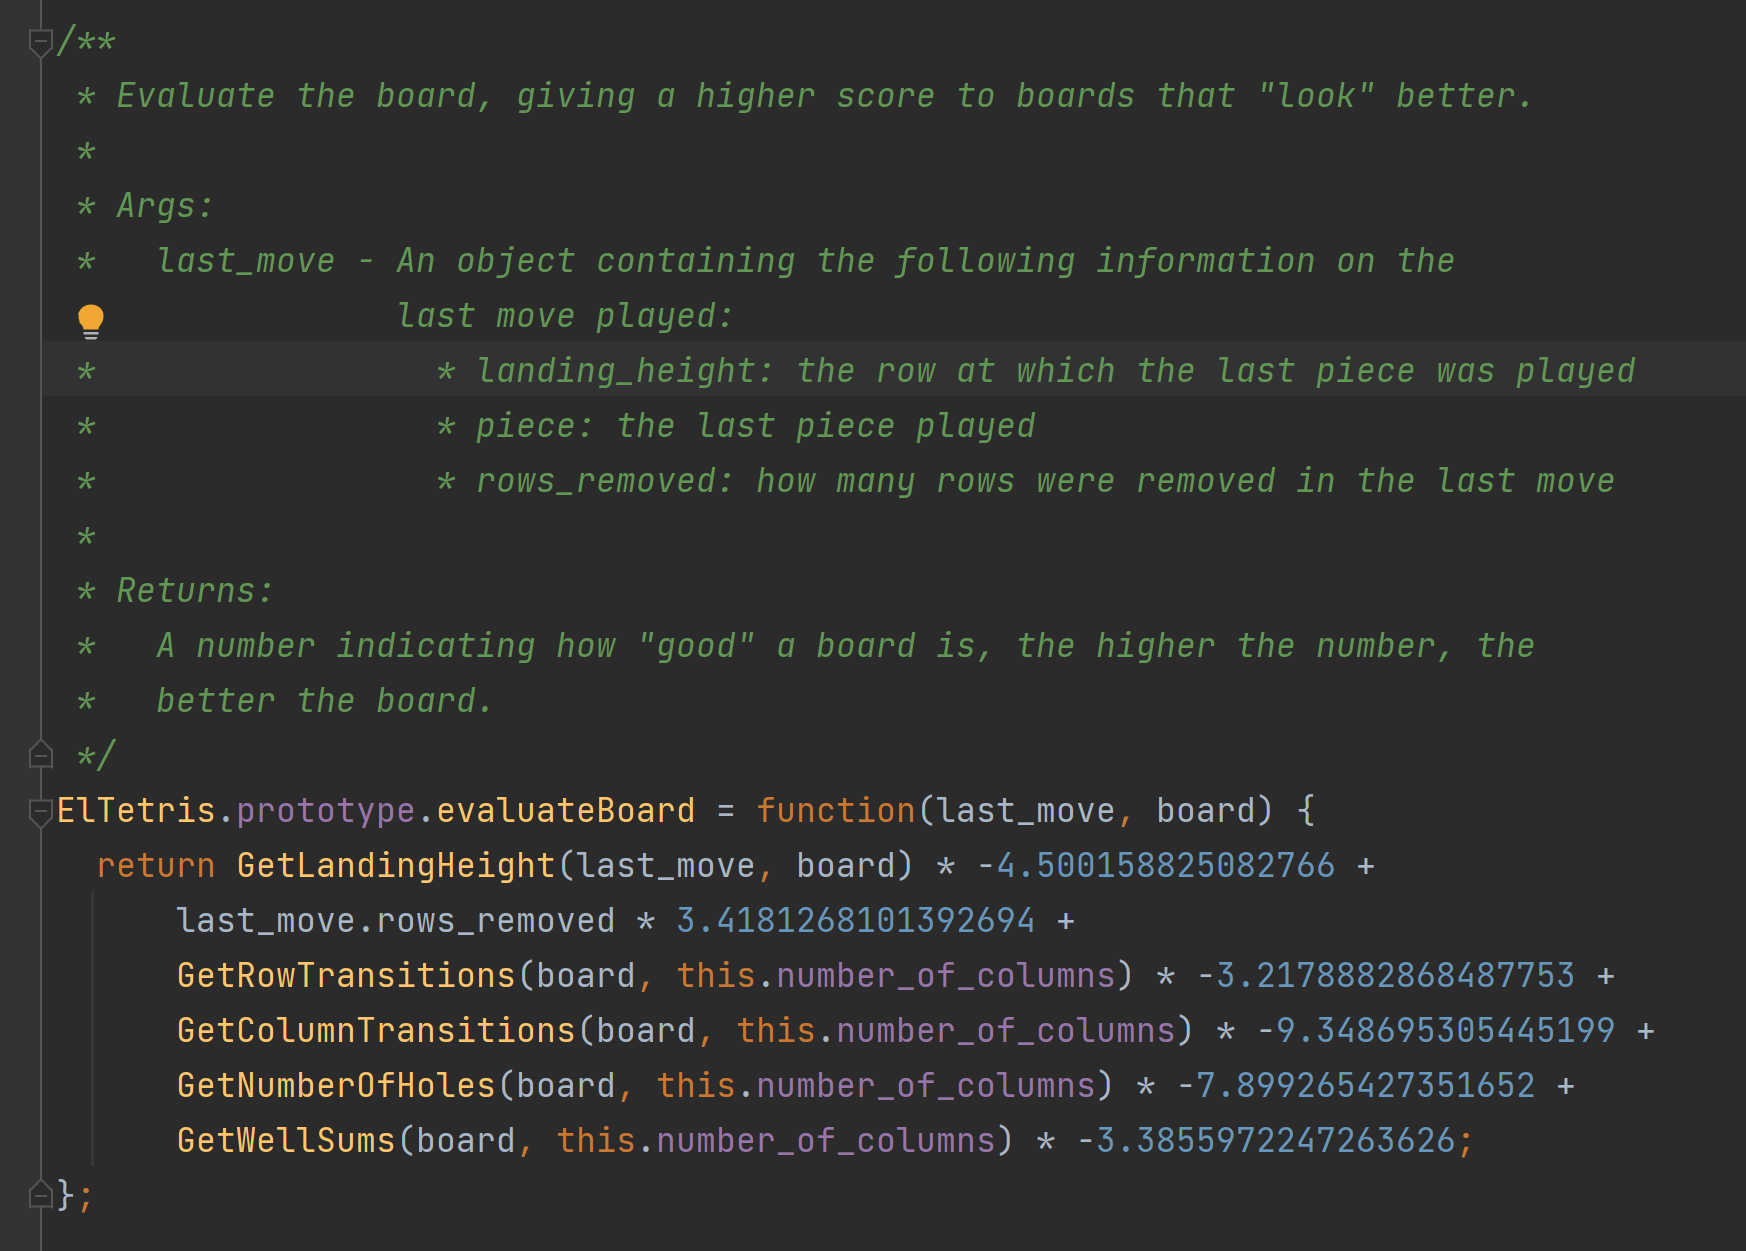 /**
 * Evaluate the board, giving a higher score to boards that "look" better.
 *
 * Args:
 *   last_move - An object containing the following information on the
                 last move played:
 *                 * landing_height: the row at which the last piece was played
 *                 * piece: the last piece played
 *                 * rows_removed: how many rows were removed in the last move
 *
 * Returns:
 *   A number indicating how "good" a board is, the higher the number, the
 *   better the board.
 */
ElTetris.prototype.evaluateBoard = function(last_move, board) {
  return GetLandingHeight(last_move, board) * -4.500158825082766 +
      last_move.rows_removed * 3.4181268101392694 +
      GetRowTransitions(board, this.number_of_columns) * -3.2178882868487753 +
      GetColumnTransitions(board, this.number_of_columns) * -9.348695305445199 +
      GetNumberOfHoles(board, this.number_of_columns) * -7.899265427351652 +
      GetWellSums(board, this.number_of_columns) * -3.3855972247263626;
};